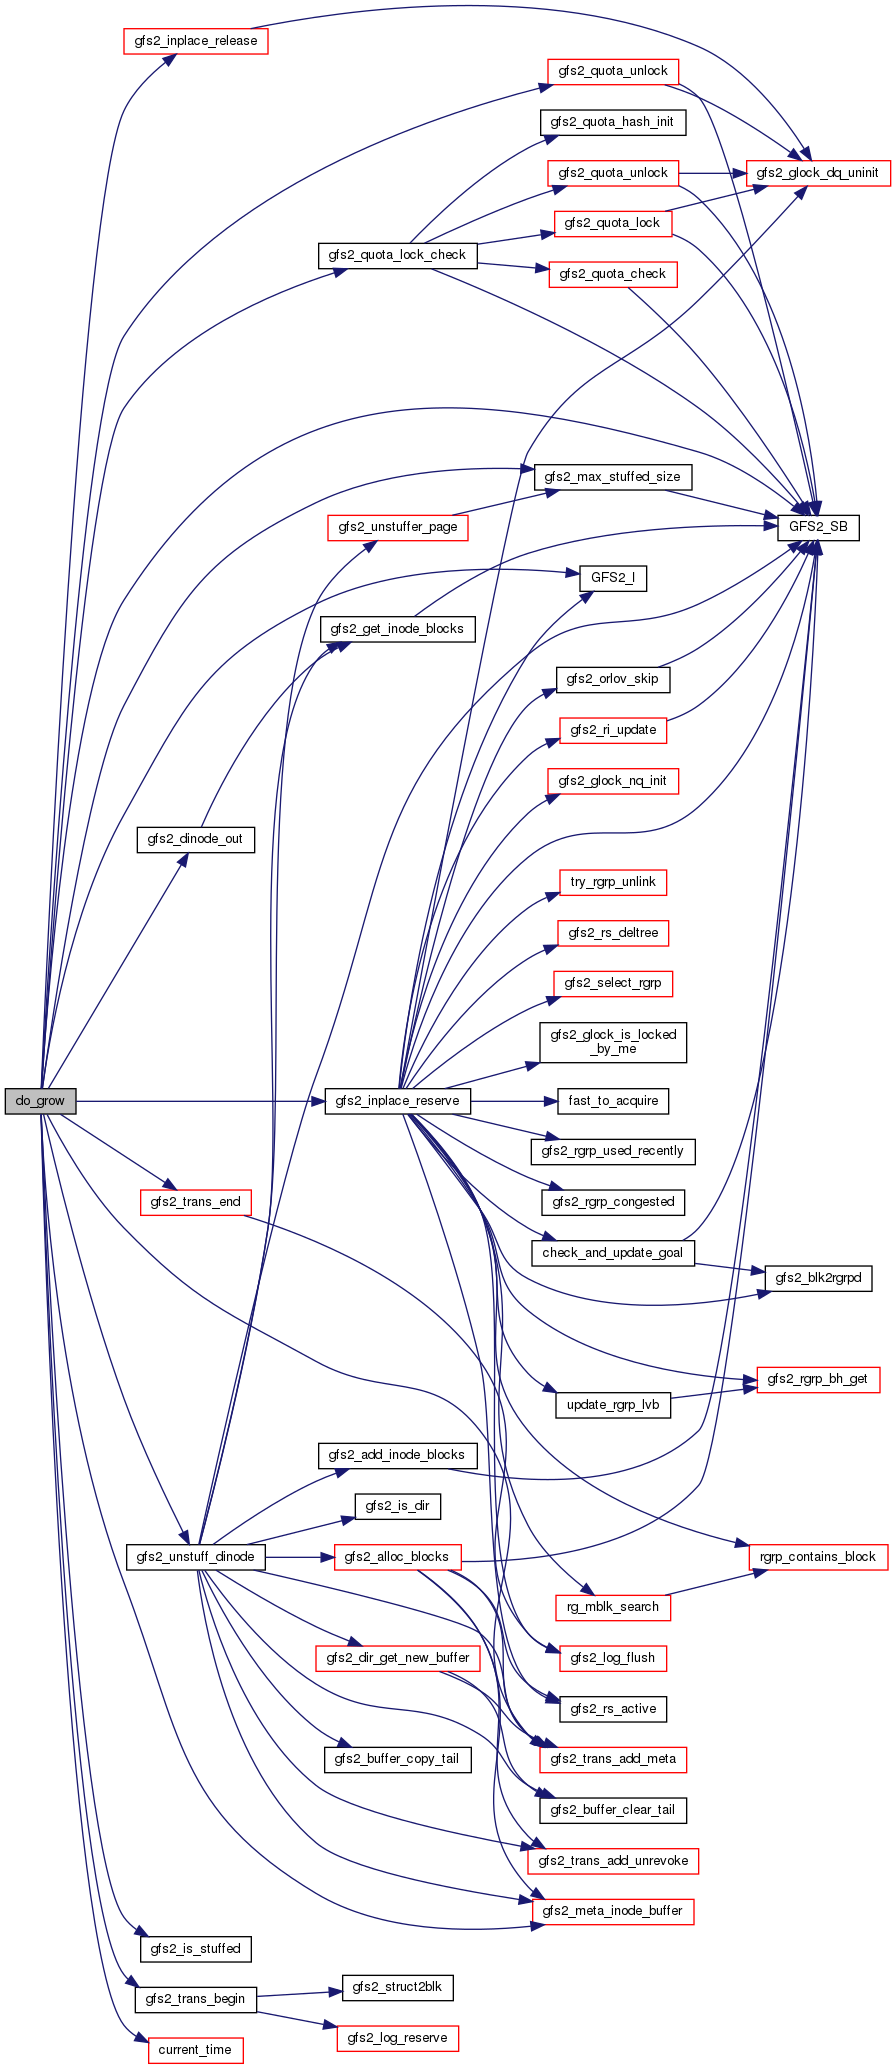 gfs2_inplace_release
gfs2_quota_unlock
gfs2_quota_hash_init
gfs2_quota_unlock
gfs2_glock_dq_uninit
gfs2_quota_lock
gfs2_quota_lock_check
gfs2_quota_check
gfs2_max_stuffed_size
gfs2_unstuffer_page
GFS2_SB
GFS2_I
gfs2_get_inode_blocks
gfs2_orlov_skip
gfs2_ri_update
gfs2_glock_nq_init
gfs2_dinode_out
try_rgrp_unlink
gfs2_rs_deltree
gfs2_select_rgrp
gfs2_glock_is_locked
_by_me
do_grow
gfs2_inplace_reserve
fast_to_acquire
gfs2_rgrp_used_recently
gfs2_trans_end
gfs2_rgrp_congested
check_and_update_goal
gfs2_blk2rgrpd
gfs2_rgrp_bh_get
update_rgrp_lvb
gfs2_add_inode_blocks
gfs2_is_dir
gfs2_unstuff_dinode
gfs2_alloc_blocks
rgrp_contains_block
rg_mblk_search
gfs2_dir_get_new_buffer
gfs2_log_flush
gfs2_rs_active
gfs2_buffer_copy_tail
gfs2_trans_add_meta
gfs2_buffer_clear_tail
gfs2_trans_add_unrevoke
gfs2_meta_inode_buffer
gfs2_is_stuffed
gfs2_struct2blk
gfs2_trans_begin
gfs2_log_reserve
current_time